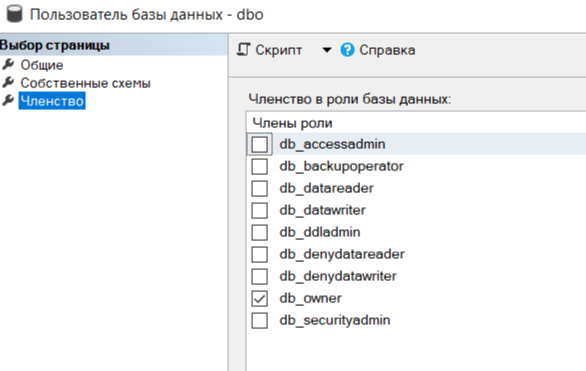 Пользователь базы данных - dbo
Выбор страницы
Общие
Собственные схемы
Членство
Скрипт
Справка
Членство в роли базы данных:
Члены роли
db_accessadmin
db_backupoperator
db_datareader
db_datawriter
db_ddladmin
db_denydatareader
db_denydatawriter
db_owner
db_securityadmin